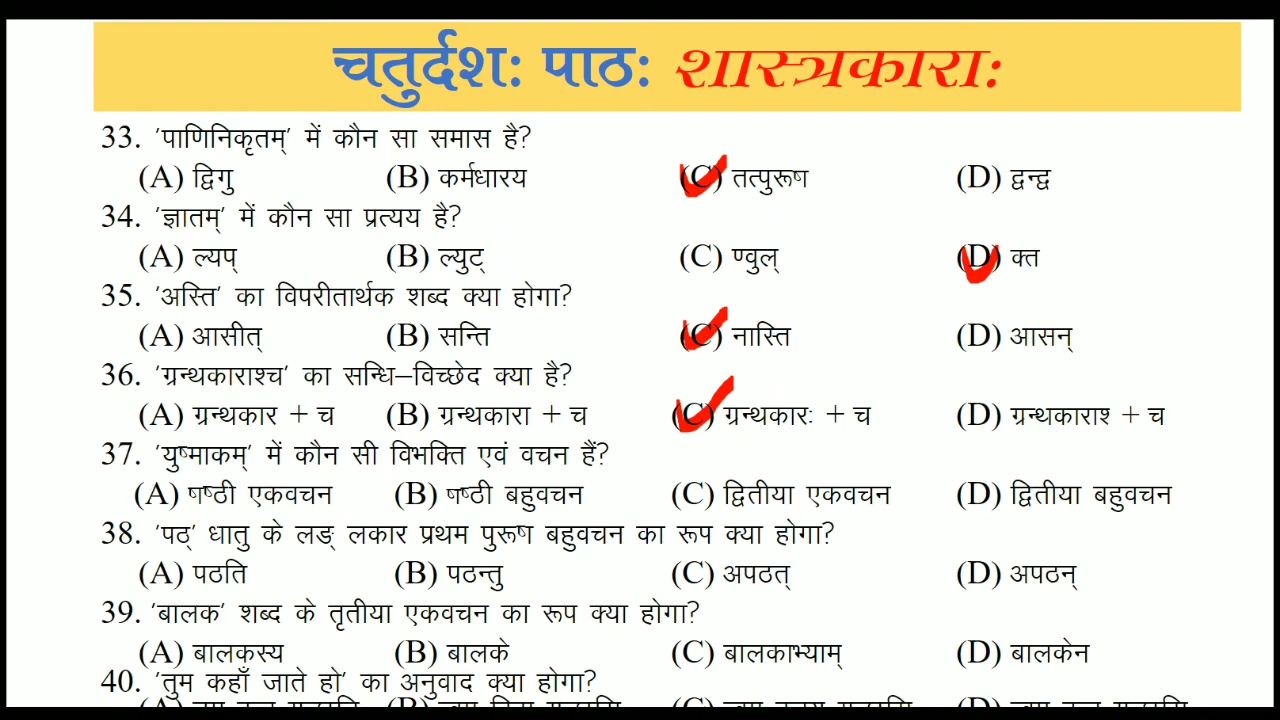 चतुर्दशः पाठः शास्त्रकाराः
33. 'पाणिनिकृतम्' में कौन सा समास है?
(A) द्विगु (B) कर्मधारय (C) तत्पुरूष (D) द्वन्द्व
34. 'ज्ञातम्' में कौन सा प्रत्यय है?
(A) ल्यप् (B) ल्युट् (C) ण्वुल् (D) क्त
35. 'अस्ति' का विपरीतार्थक शब्द क्या होगा?
(A) आसीत् (B) सन्ति (C) नास्ति (D) आसन्
36. 'ग्रन्थकाराश्च' का सन्धि–विच्छेद क्या है?
(A) ग्रन्थकार + च (B) ग्रन्थकारा + च (C) ग्रन्थकारः + च (D) ग्रन्थकाराश्‍ + च
37. 'युष्माकम्' में कौन सी विभक्ति एवं वचन हैं?
(A) षष्ठी एकवचन (B) षष्ठी बहुवचन (C) द्वितीया एकवचन (D) द्वितीया बहुवचन
38. 'पठ्' धातु के लङ् लकार प्रथम पुरूष बहुवचन का रूप क्या होगा?
(A) पठति (B) पठन्तु (C) अपठत् (D) अपठन्
39. 'बालक' शब्द के तृतीया एकवचन का रूप क्या होगा?
(A) बालकस्य (B) बालके (C) बालकाभ्याम् (D) बालकेन
40. 'तुम कहाँ जाते हो' का अनुवाद क्या होगा?